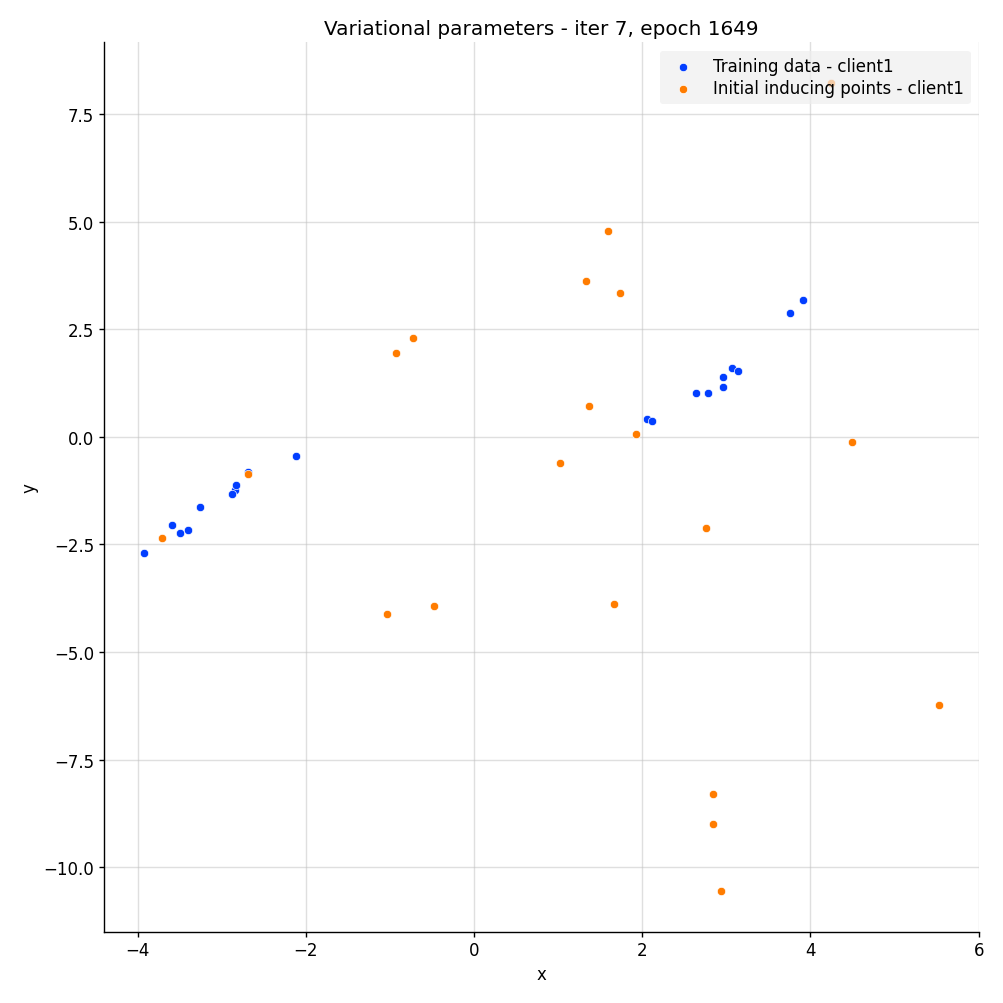 Variational parameters - iter 7, epoch 1649
Training data - client1
Initial inducing points - client1
7.5
5.0
2.5
0.0
−2.5
−5.0
−7.5
−10.0
y
−4
−2
0
2
4
6
x